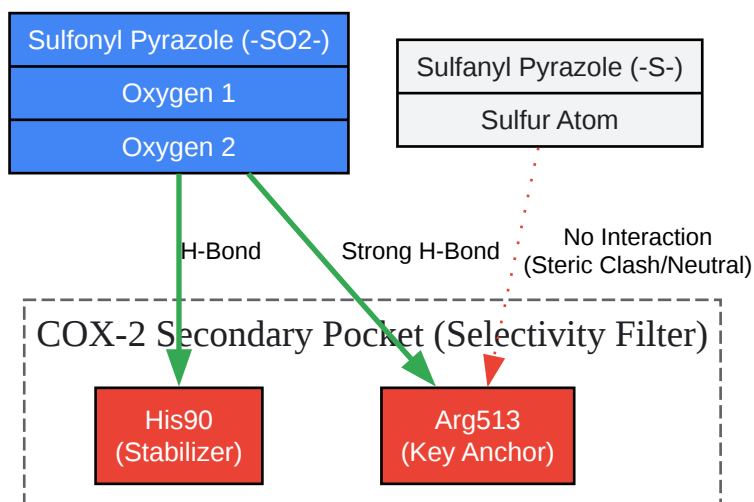 Sulfonyl Pyrazole (-SO2-)
Oxygen 1
Oxygen 2
Sulfanyl Pyrazole (-S-)
Sulfur Atom
H-Bond
Strong H-Bond
No Interaction
(Steric Clash/Neutral)
COX-2 Secondary Pocket (Selectivity Filter)
His90
(Stabilizer)
Arg513
(Key Anchor)